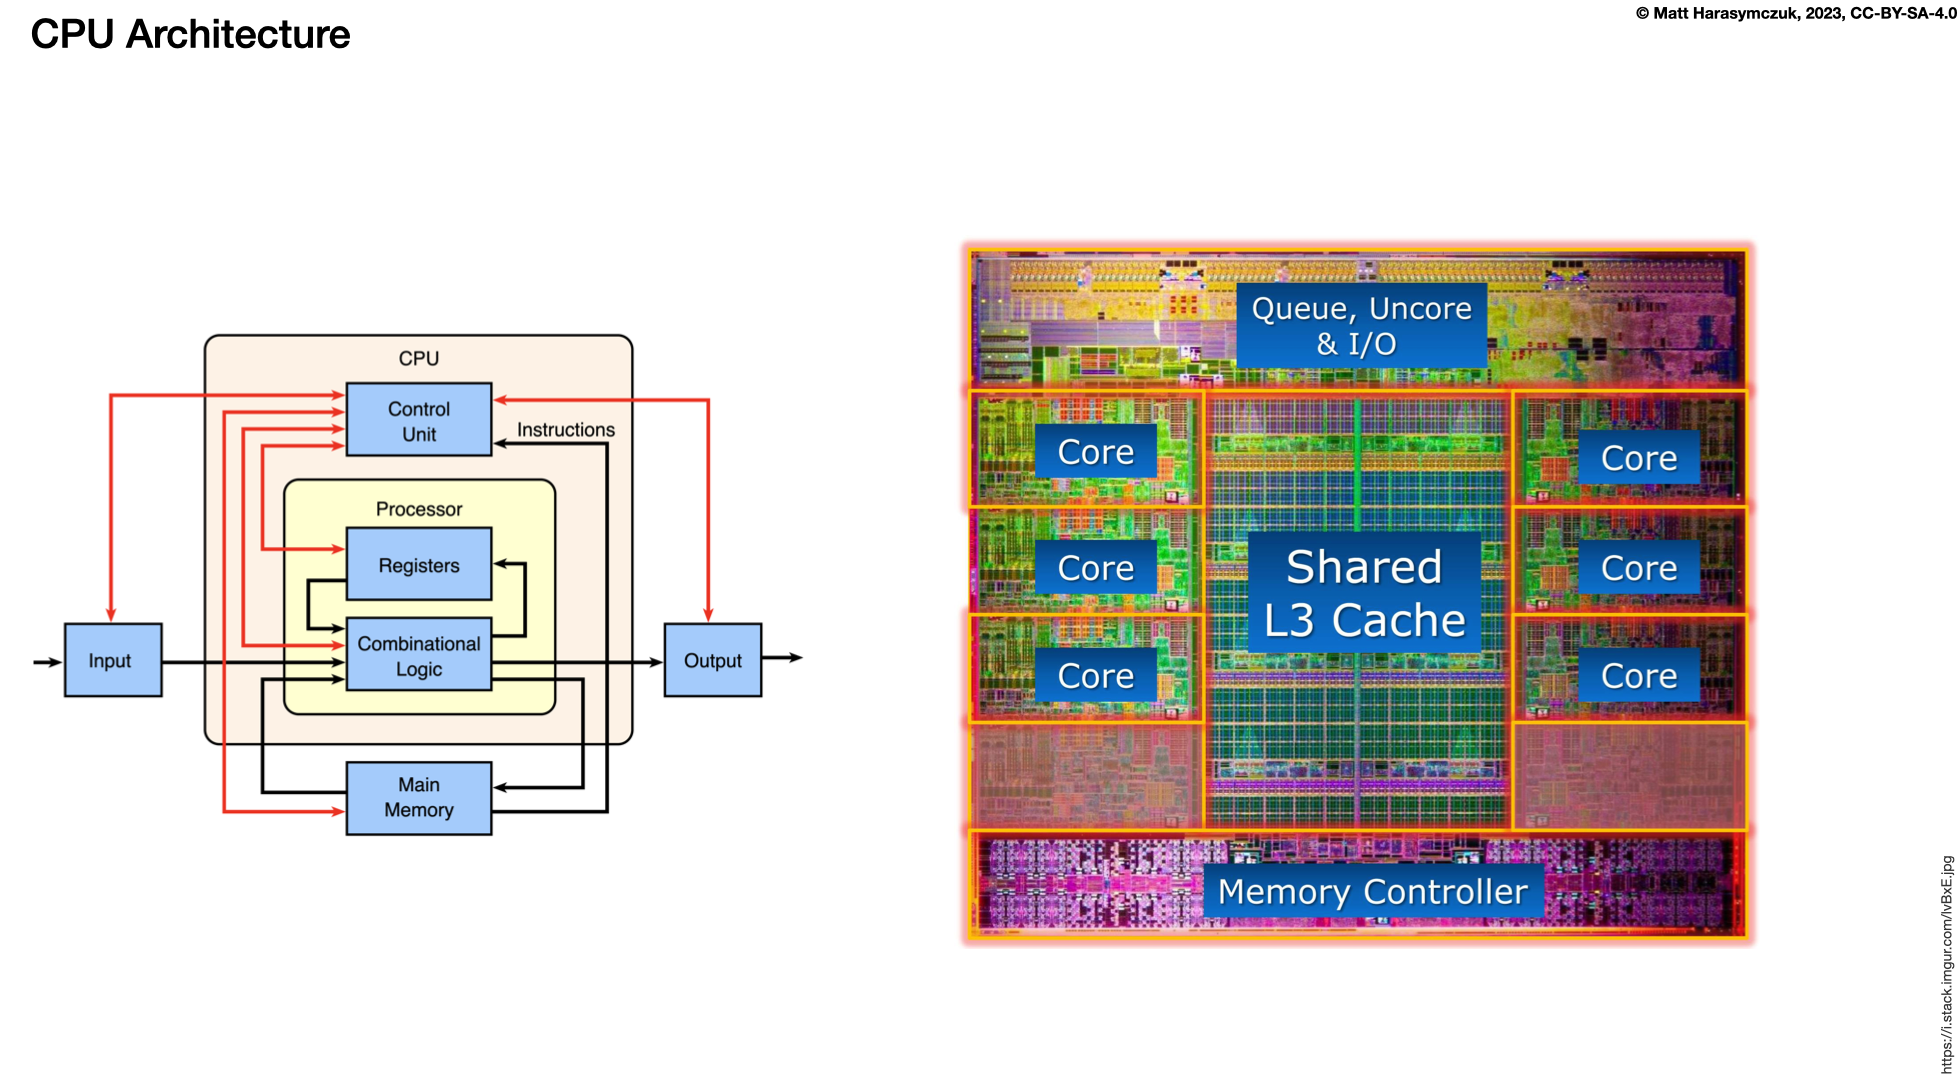 CPU Architecture
© Matt Harasymczuk, 2023, CC-BY-SA-4.0
CPU
Control
Unit
Instructions
Processor
Registers
Combinational
Logic
Input
Output
Main
Memory
Queue, Uncore
& I/O
Core
Core
Core
Shared
L3 Cache
Core
Core
Core
Memory Controller
https://i.stack.imgur.com/IvBxE.jpg